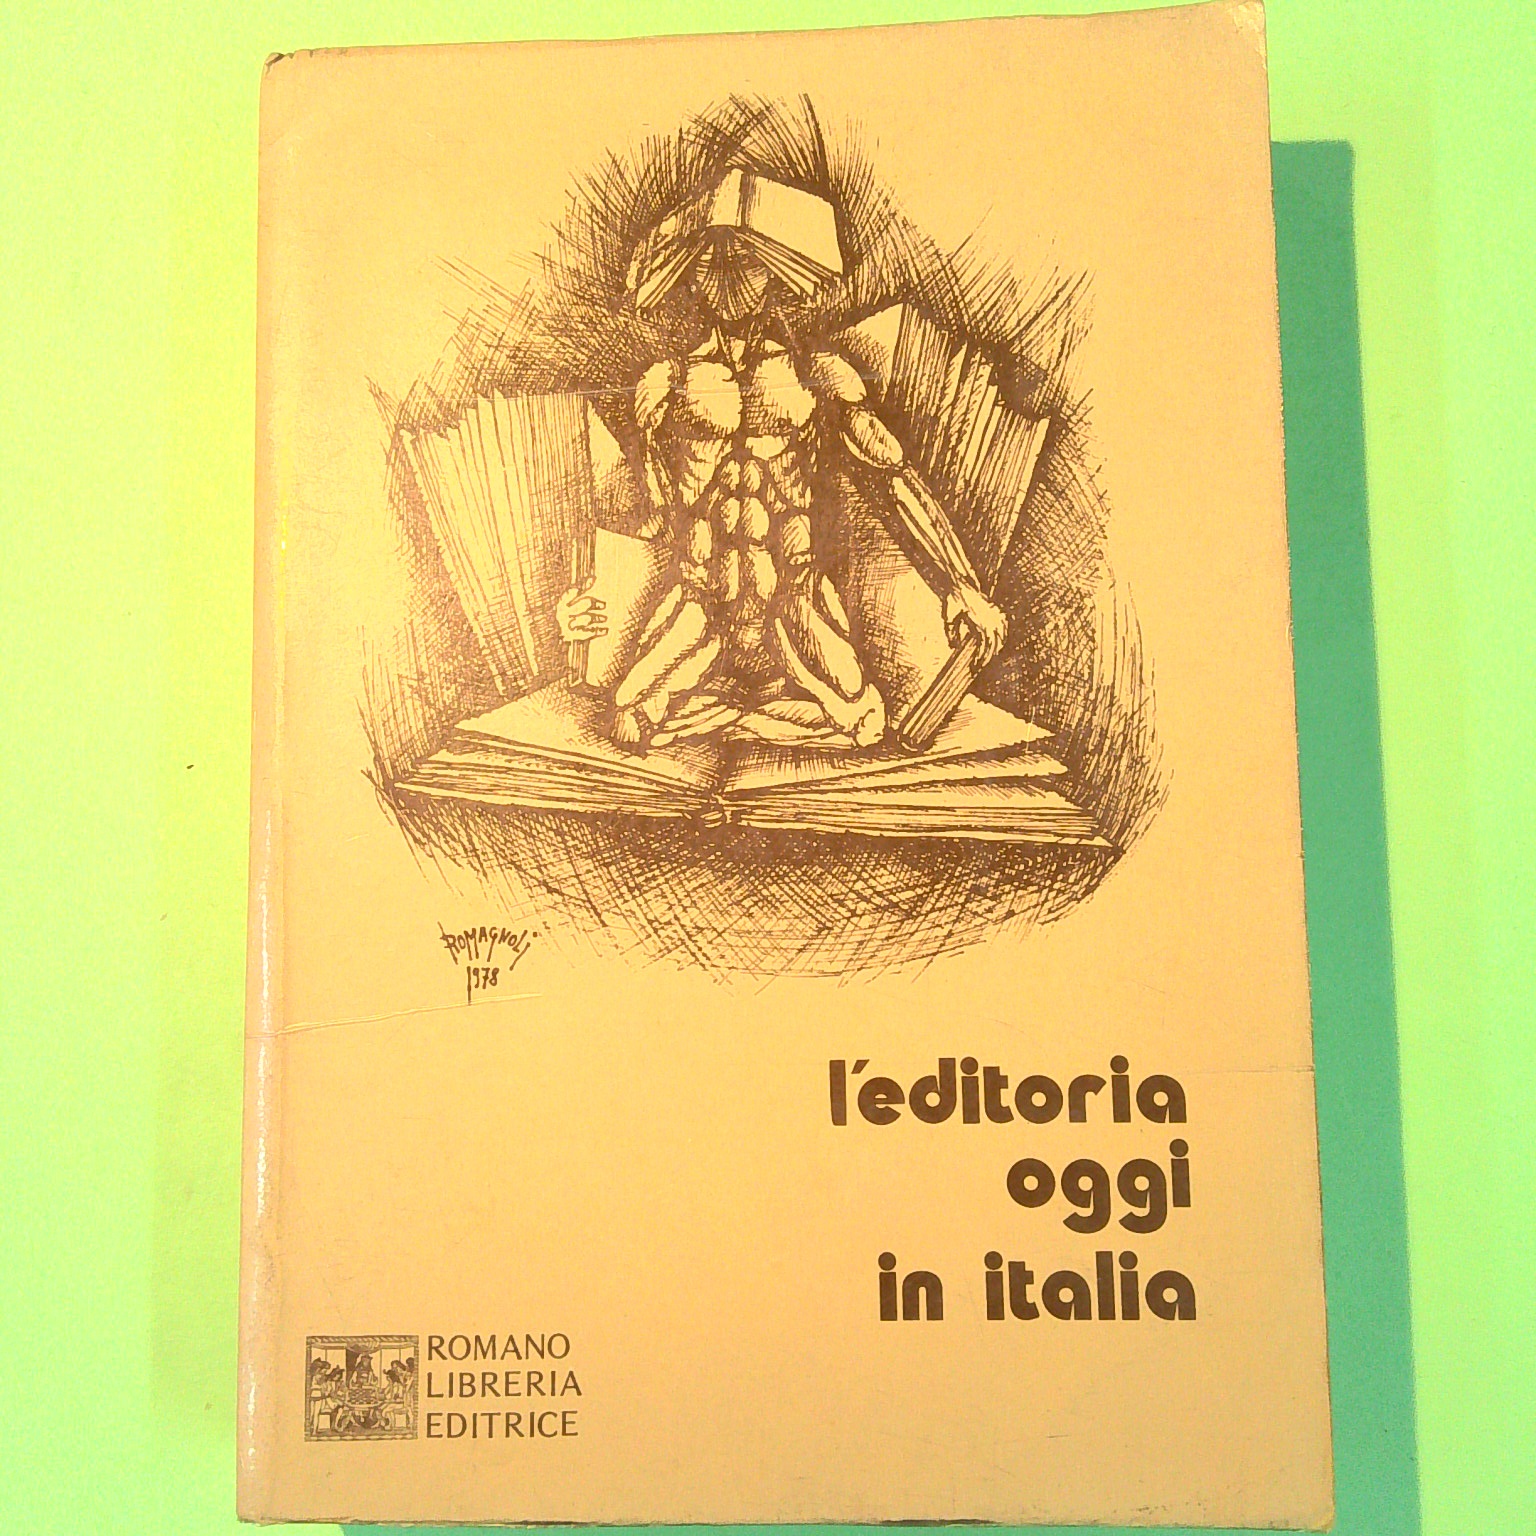 ROMAGNOLI
1978
l'editoria
oggi
in italia
ROMANO
LIBRERIA
EDITRICE